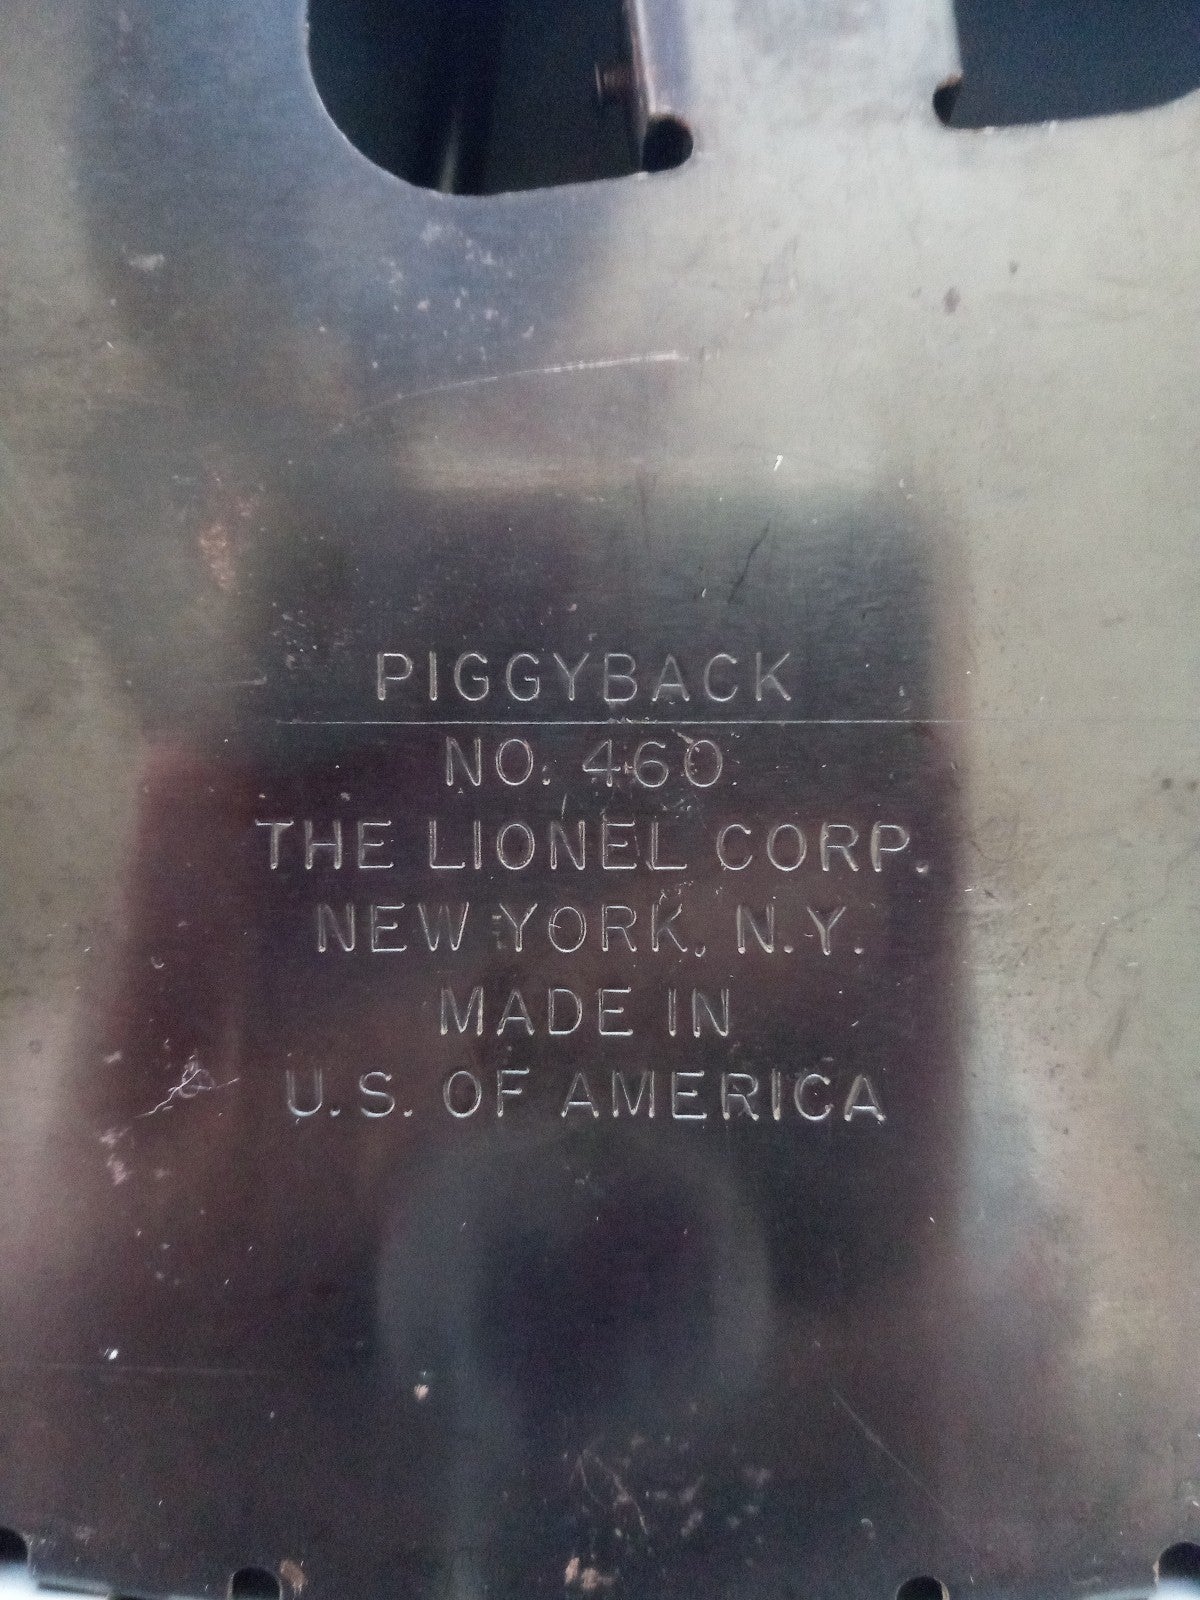 PIGGYBACK
NO. 460
THE LIONEL CORP.
NEW YORK, N.Y.
MADE IN
U.S. OF AMERICA